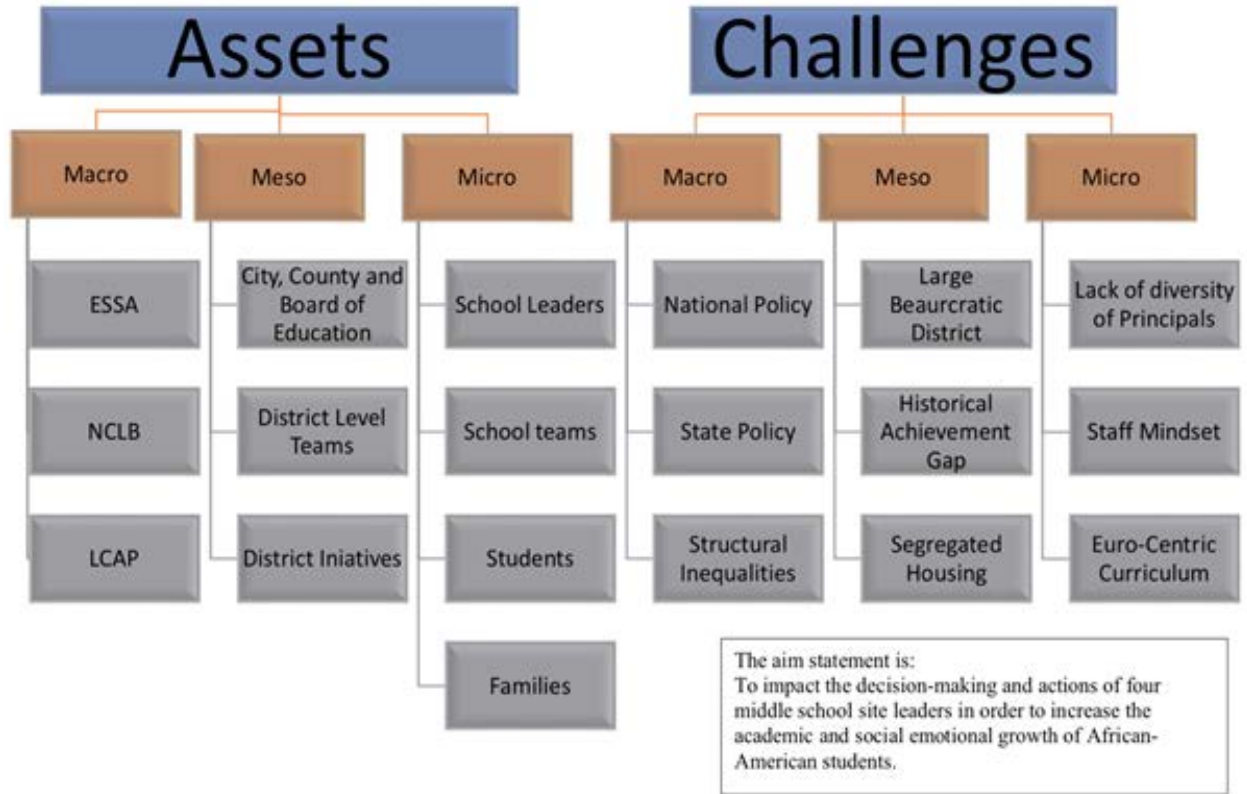 Assets
Challenges
Macro
Meso
Micro
Macro
Meso
Micro
ESSA
City, County and
Board of
Education
School Leaders
National Policy
Large
Beaurcratic
District
Lack of diversity
of Principals
NCLB
District Level
Teams
School teams
State Policy
Historical
Achievement
Gap
Staff Mindset
LCAP
District Iniatives
Students
Structural
Inequalities
Segregated
Housing
Euro-Centric
Curriculum
Families
The aim statement is:
To impact the decision-making and actions of four
middle school site leaders in order to increase the
academic and social emotional growth of African-
American students.